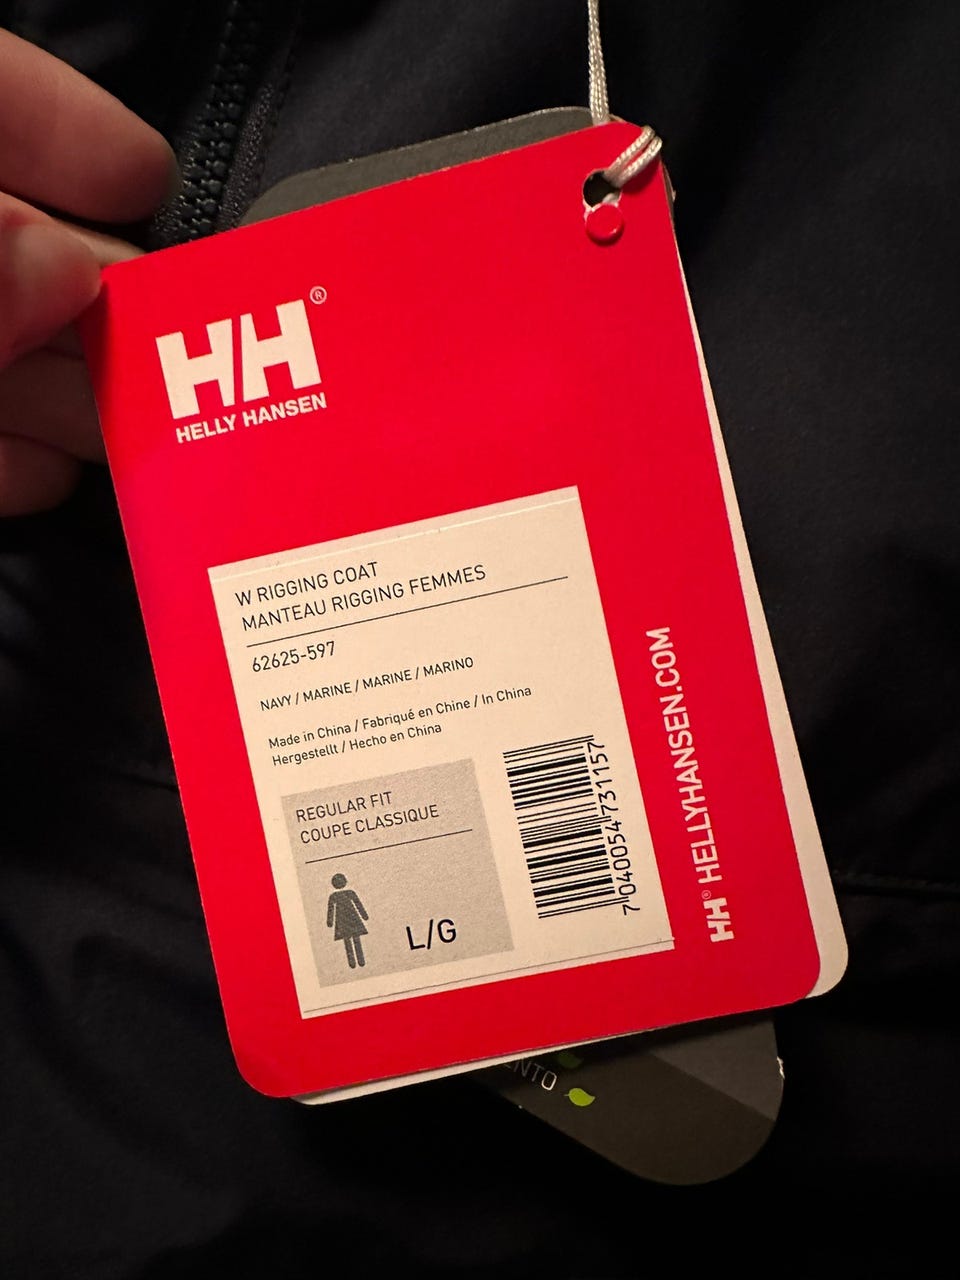 HH®
HELLY HANSEN
W RIGGING COAT
MANTEAU RIGGING FEMMES
62625-597
NAVY / MARINE / MARINE / MARINO
Made in China / Fabriqué en Chine / In China
Hergestellt / Hecho en China
REGULAR FIT
COUPE CLASSIQUE
L/G
7 040054 731157
HH® HELLYHANSEN.COM